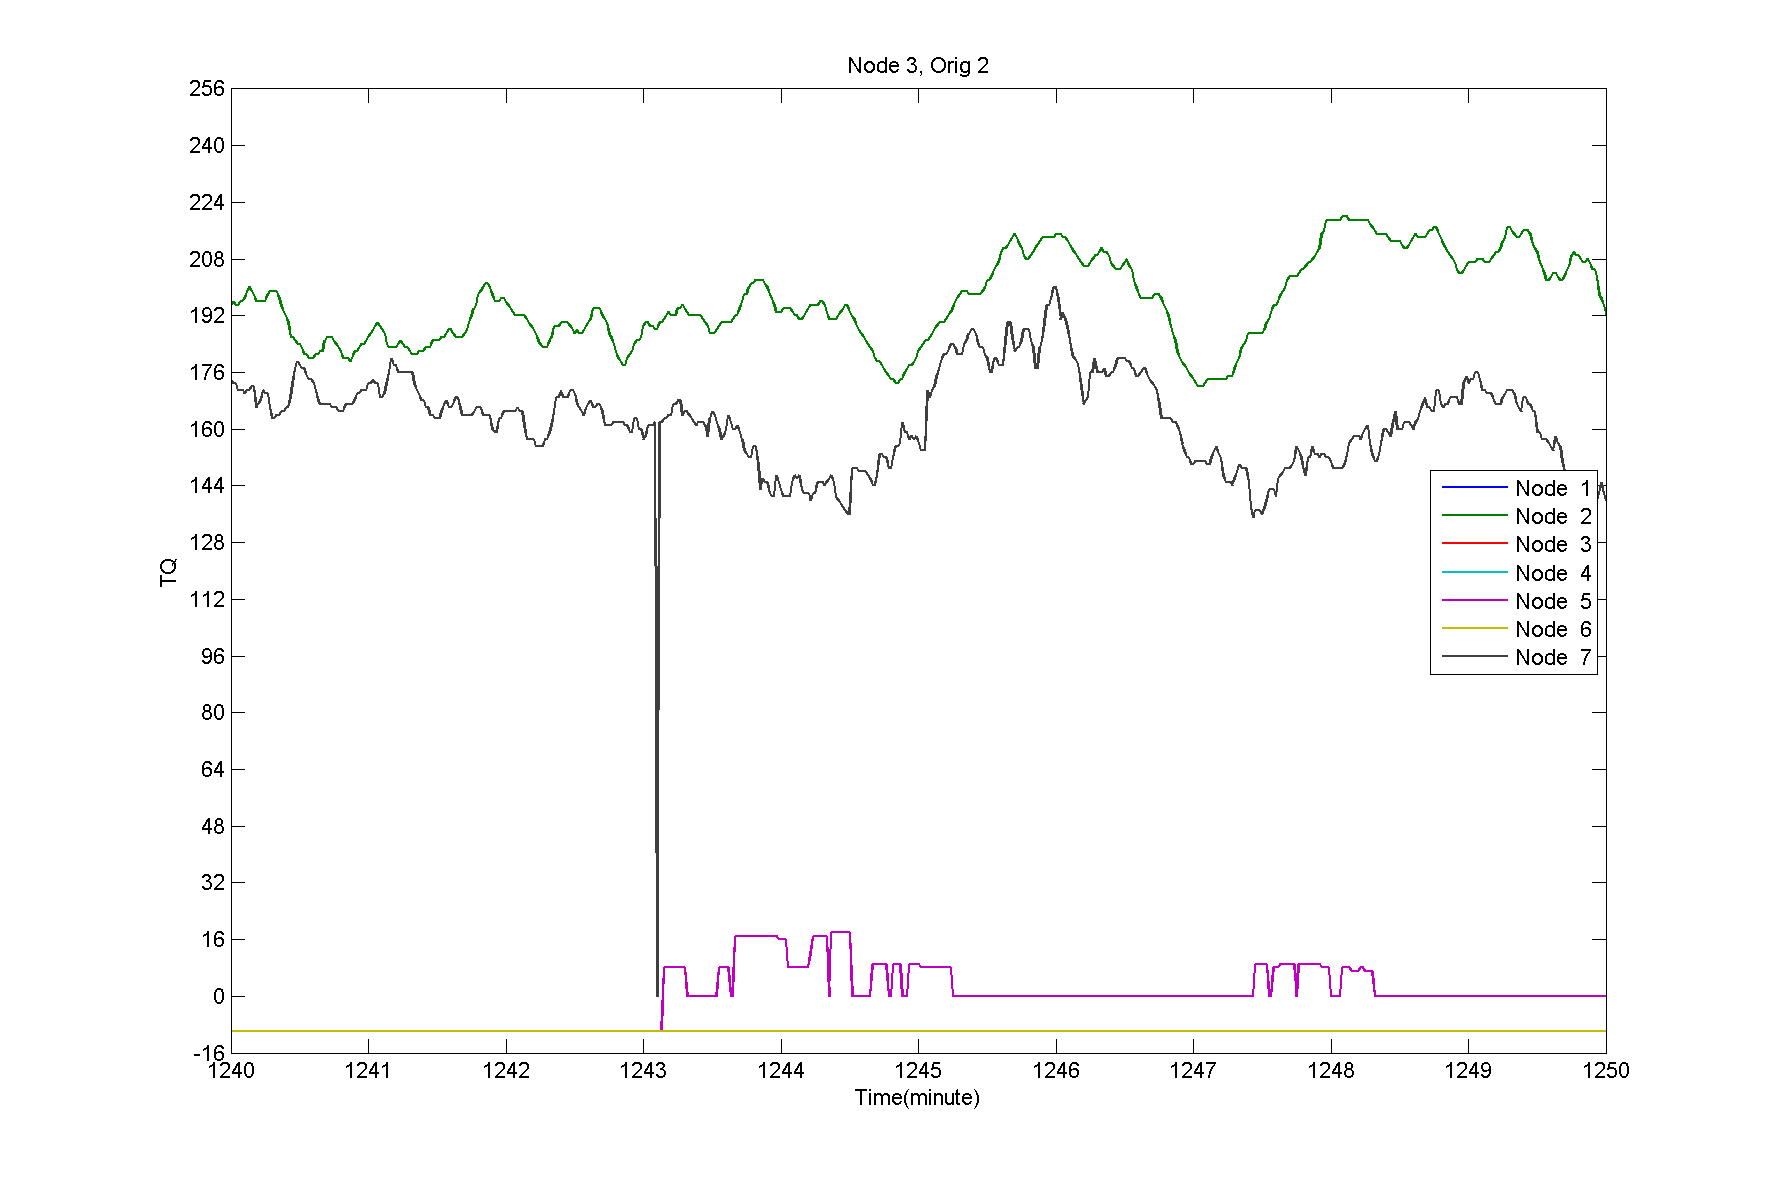 Node 3, Orig 2
256
240
224
208
192
176
160
144
128
112
96
80
64
48
32
16
0
-16
TQ
Node 1
Node 2
Node 3
Node 4
Node 5
Node 6
Node 7
1240 1241 1242 1243 1244 1245 1246 1247 1248 1249 1250
Time(minute)